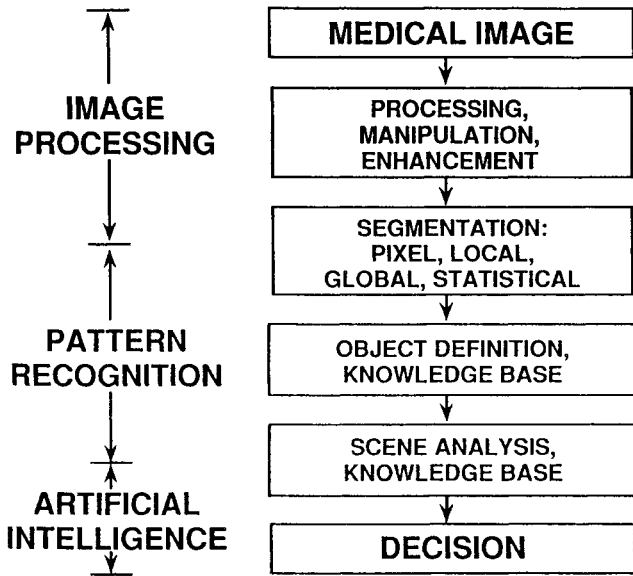 MEDICAL IMAGE
IMAGE
PROCESSING
PROCESSING,
MANIPULATION,
ENHANCEMENT
SEGMENTATION:
PIXEL, LOCAL,
GLOBAL, STATISTICAL
PATTERN
RECOGNITION
OBJECT DEFINITION,
KNOWLEDGE BASE
SCENE ANALYSIS,
KNOWLEDGE BASE
ARTIFICIAL
INTELLIGENCE
DECISION